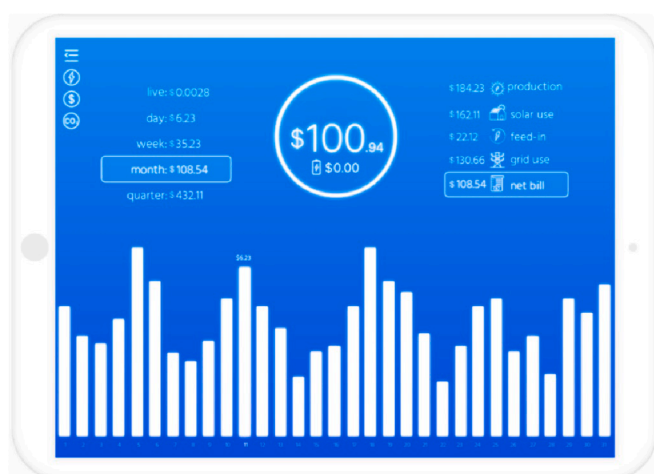 live: $0.0028
day: $6.23
week: $35.23
month: $108.54
quarter: $432.11
CO₂
$
$100.94
$0.00
$184.23 production
$162.11 solar use
$22.12 feed-in
$130.66 grid use
$108.54 net bill
$6.23
11